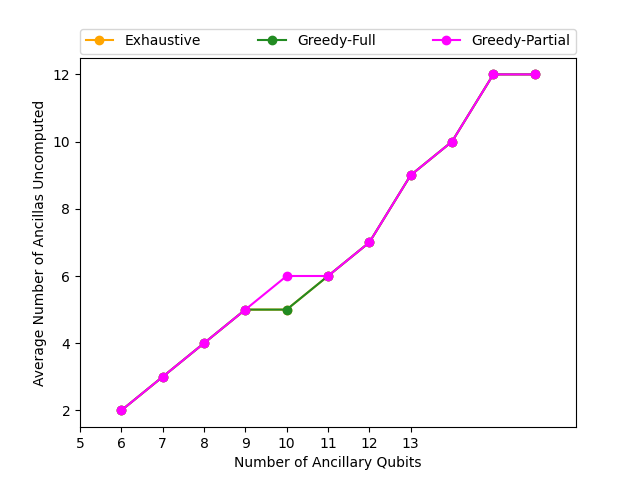 Exhaustive Greedy-Full Greedy-Partial
Average Number of Ancillas Uncomputed
12
10
8
6
4
2
5 6 7 8 9 10 11 12 13
Number of Ancillary Qubits